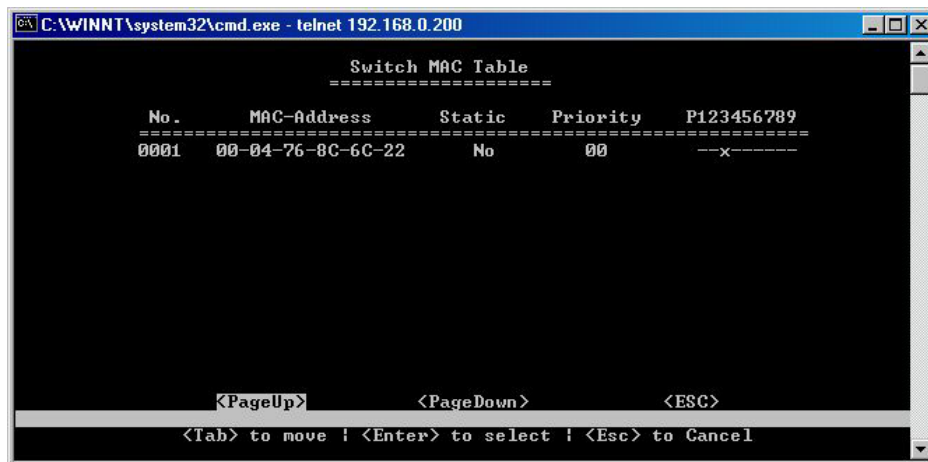 C:\WINNT\system32\cmd.exe - telnet 192.168.0.200
Switch MAC Table
=====================
No. MAC-Address Static Priority P123456789
================================================================
0001 00-04-76-8C-6C-22 No 00 --x------
<PageUp> <PageDown> <ESC>
<Tab> to move ¦ <Enter> to select ¦ <Esc> to Cancel